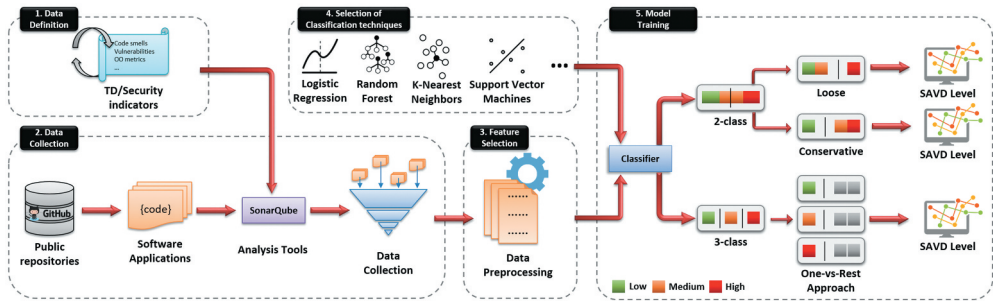 1. Data
Definition
Code smells
Vulnerabilities
OO metrics
...
TD/Security
indicators
4. Selection of
Classification techniques
Logistic
Regression
Random
Forest
K-Nearest
Neighbors
Support Vector
Machines
...
2. Data
Collection
GitHub
Public
repositories
{code}
Software
Applications
SonarQube
Analysis Tools
Data
Collection
3. Feature
Selection
......
......
......
Data
Preprocessing
5. Model
Training
Classifier
2-class
Loose
SAVD Level
Conservative
SAVD Level
3-class
One-vs-Rest
Approach
SAVD Level
Low
Medium
High